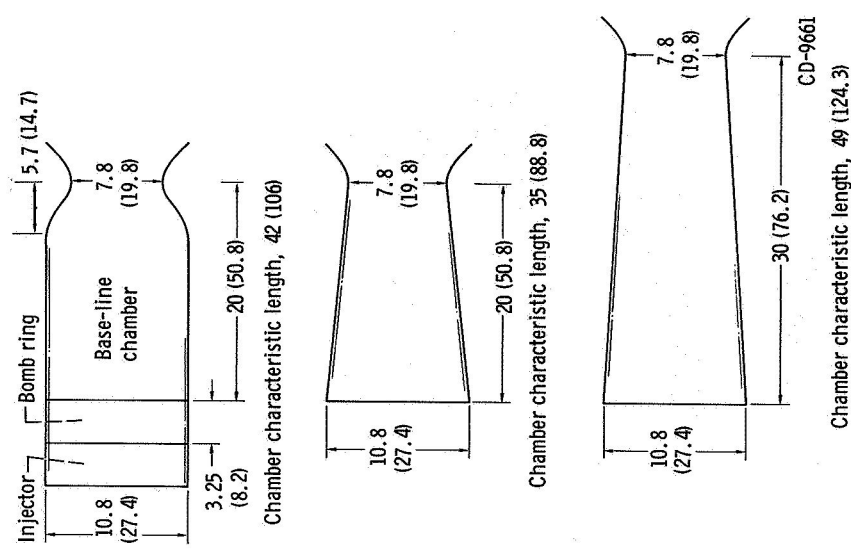 Injector
Bomb ring
5.7 (14.7)
10.8
(27.4)
Base-line
chamber
7.8
(19.8)
3.25
(8.2)
20 (50.8)
Chamber characteristic length, 42 (106)
10.8
(27.4)
7.8
(19.8)
20 (50.8)
Chamber characteristic length, 35 (88.8)
10.8
(27.4)
7.8
(19.8)
30 (76.2)
CD-9661
Chamber characteristic length, 49 (124.3)